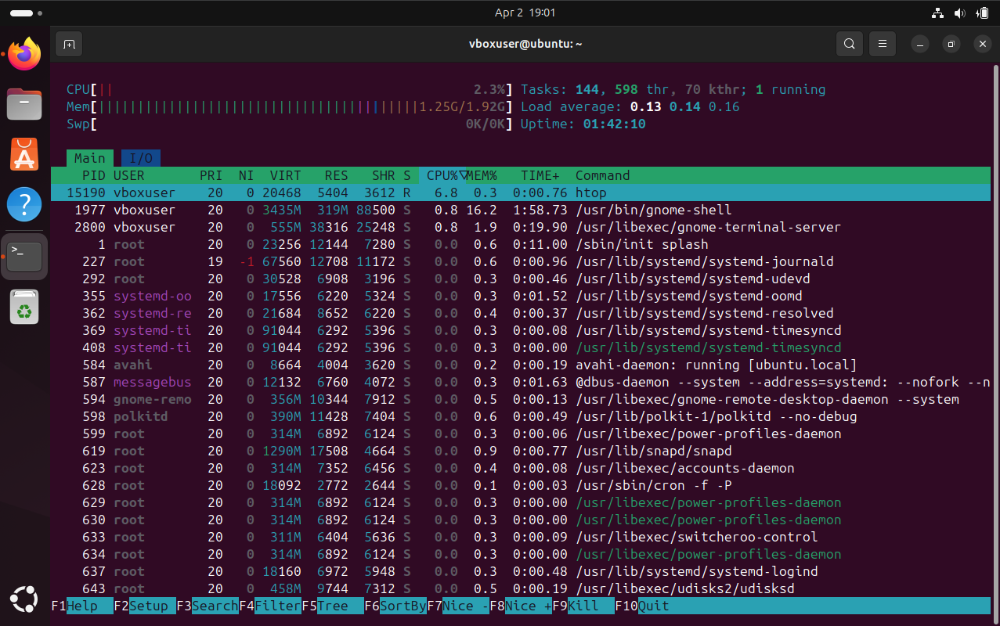 Apr 2 19:01
vboxuser@ubuntu: ~
CPU[|| 2.3%] Tasks: 144, 598 thr, 70 kthr; 1 running
Mem[|||||||||||||||||||||||||||||||||||||||||1.25G/1.92G] Load average: 0.13 0.14 0.16
Swp[ 0K/0K] Uptime: 01:42:10
Main I/O
PID USER PRI NI VIRT RES SHR S CPU%▽MEM% TIME+ Command
15190 vboxuser 20 0 20468 5404 3612 R 6.8 0.3 0:00.76 htop
1977 vboxuser 20 0 3435M 319M 88500 S 0.8 16.2 1:58.73 /usr/bin/gnome-shell
2800 vboxuser 20 0 555M 38316 25248 S 0.8 1.9 0:19.90 /usr/libexec/gnome-terminal-server
1 root 20 0 23256 12144 7280 S 0.0 0.6 0:11.00 /sbin/init splash
227 root 19 -1 67560 12708 11172 S 0.0 0.6 0:00.96 /usr/lib/systemd/systemd-journald
292 root 20 0 30528 6908 3196 S 0.0 0.3 0:00.46 /usr/lib/systemd/systemd-udevd
355 systemd-oo 20 0 17556 6220 5324 S 0.0 0.3 0:01.52 /usr/lib/systemd/systemd-oomd
362 systemd-re 20 0 21684 8652 6220 S 0.0 0.4 0:00.37 /usr/lib/systemd/systemd-resolved
369 systemd-ti 20 0 91044 6292 5396 S 0.0 0.3 0:00.08 /usr/lib/systemd/systemd-timesyncd
408 systemd-ti 20 0 91044 6292 5396 S 0.0 0.3 0:00.00 /usr/lib/systemd/systemd-timesyncd
584 avahi 20 0 8664 4004 3620 S 0.0 0.2 0:00.19 avahi-daemon: running [ubuntu.local]
587 messagebus 20 0 12132 6760 4072 S 0.0 0.3 0:01.63 @dbus-daemon --system --address=systemd: --nofork --n
594 gnome-remo 20 0 356M 10344 7912 S 0.0 0.5 0:00.13 /usr/libexec/gnome-remote-desktop-daemon --system
598 polkitd 20 0 390M 11428 7404 S 0.0 0.6 0:00.49 /usr/lib/polkit-1/polkitd --no-debug
599 root 20 0 314M 6892 6124 S 0.0 0.3 0:00.06 /usr/libexec/power-profiles-daemon
619 root 20 0 1290M 17508 4664 S 0.0 0.9 0:00.77 /usr/lib/snapd/snapd
623 root 20 0 314M 7352 6456 S 0.0 0.4 0:00.08 /usr/libexec/accounts-daemon
628 root 20 0 18092 2772 2644 S 0.0 0.1 0:00.03 /usr/sbin/cron -f -P
629 root 20 0 314M 6892 6124 S 0.0 0.3 0:00.00 /usr/libexec/power-profiles-daemon
630 root 20 0 314M 6892 6124 S 0.0 0.3 0:00.00 /usr/libexec/power-profiles-daemon
633 root 20 0 311M 6404 5636 S 0.0 0.3 0:00.09 /usr/libexec/switcheroo-control
634 root 20 0 314M 6892 6124 S 0.0 0.3 0:00.00 /usr/libexec/power-profiles-daemon
637 root 20 0 18160 6972 5948 S 0.0 0.3 0:00.48 /usr/lib/systemd/systemd-logind
643 root 20 0 458M 9744 7312 S 0.0 0.5 0:00.19 /usr/libexec/udisks2/udisksd
F1Help F2Setup F3SearchF4FilterF5Tree F6SortByF7Nice -F8Nice +F9Kill F10Quit